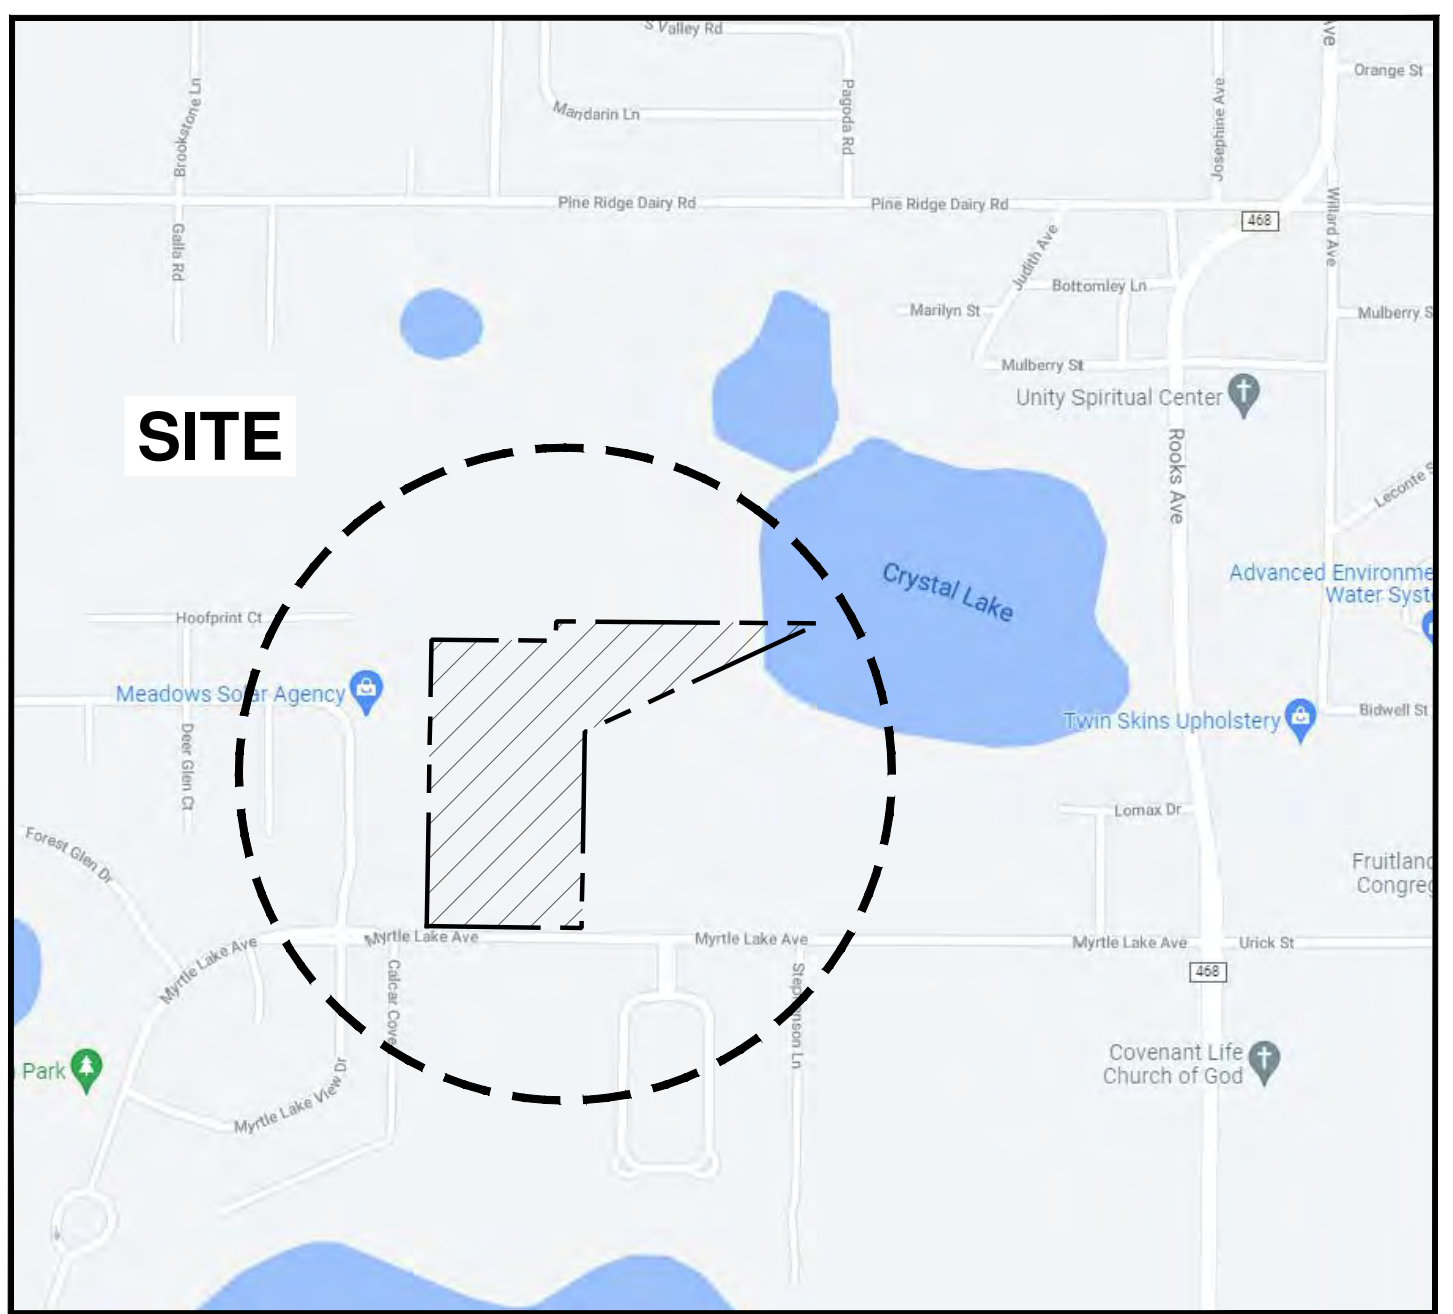 S Valley Rd
Ave
Orange St
Brookstone Ln
Mandarin Ln
Pagoda Rd
Josephine Ave
Pine Ridge Dairy Rd
Pine Ridge Dairy Rd
468
Willard Ave
Galla Rd
Judith Ave
Bottomley Ln
Marilyn St
Mulberry S
Mulberry St
Unity Spiritual Center
SITE
Rooks Ave
Leconte S
Crystal Lake
Advanced Environme
Water Syst
Hoofprint Ct
Meadows Solar Agency
Twin Skins Upholstery
Bidwell St
Deer Glen Ct
Lomax Dr
Forest Glen Dr
Fruitland
Congreg
Myrtle Lake Ave
Myrtle Lake Ave
Myrtle Lake Ave
Myrtle Lake Ave
Urick St
468
Calcar Cove
Stephenson Ln
Park
Covenant Life
Church of God
Myrtle Lake View Dr